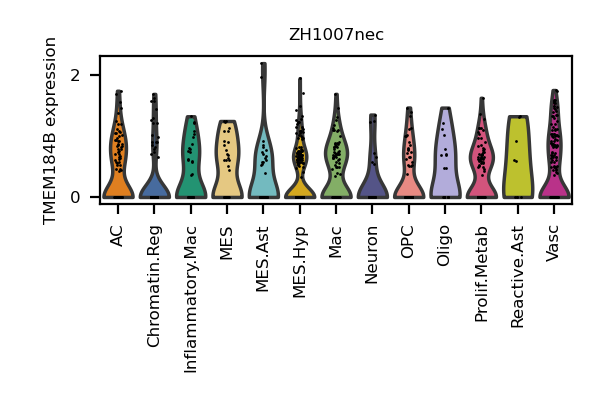 ZH1007nec
TMEM184B expression
2
0
AC
Chromatin.Reg
Inflammatory.Mac
MES
MES.Ast
MES.Hyp
Mac
Neuron
OPC
Oligo
Prolif.Metab
Reactive.Ast
Vasc